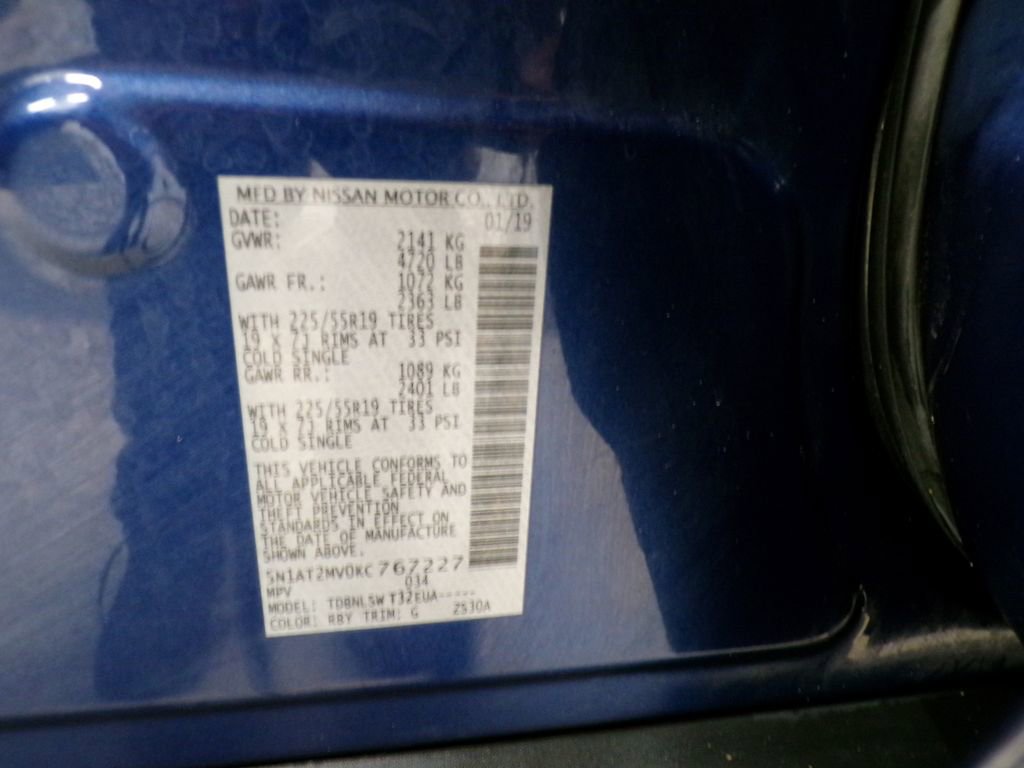 MFD BY NISSAN MOTOR CO., LTD.
DATE: 01/19
GVWR: 2141 KG
4720 LB
GAWR FR.: 1072 KG
2363 LB
WITH 225/55R19 TIRES
19 x 7J RIMS AT 33 PSI
COLD SINGLE
GAWR RR.: 1089 KG
2401 LB
WITH 225/55R19 TIRES
19 x 7J RIMS AT 33 PSI
COLD SINGLE
THIS VEHICLE CONFORMS TO
ALL APPLICABLE FEDERAL
MOTOR VEHICLE SAFETY AND
THEFT PREVENTION
STANDARDS IN EFFECT ON
THE DATE OF MANUFACTURE
SHOWN ABOVE.
5N1AT2MV0KC767227
034
MPV
MODEL: TDBNLSW T32EUA-----
COLOR: RBY TRIM: G 2S30A